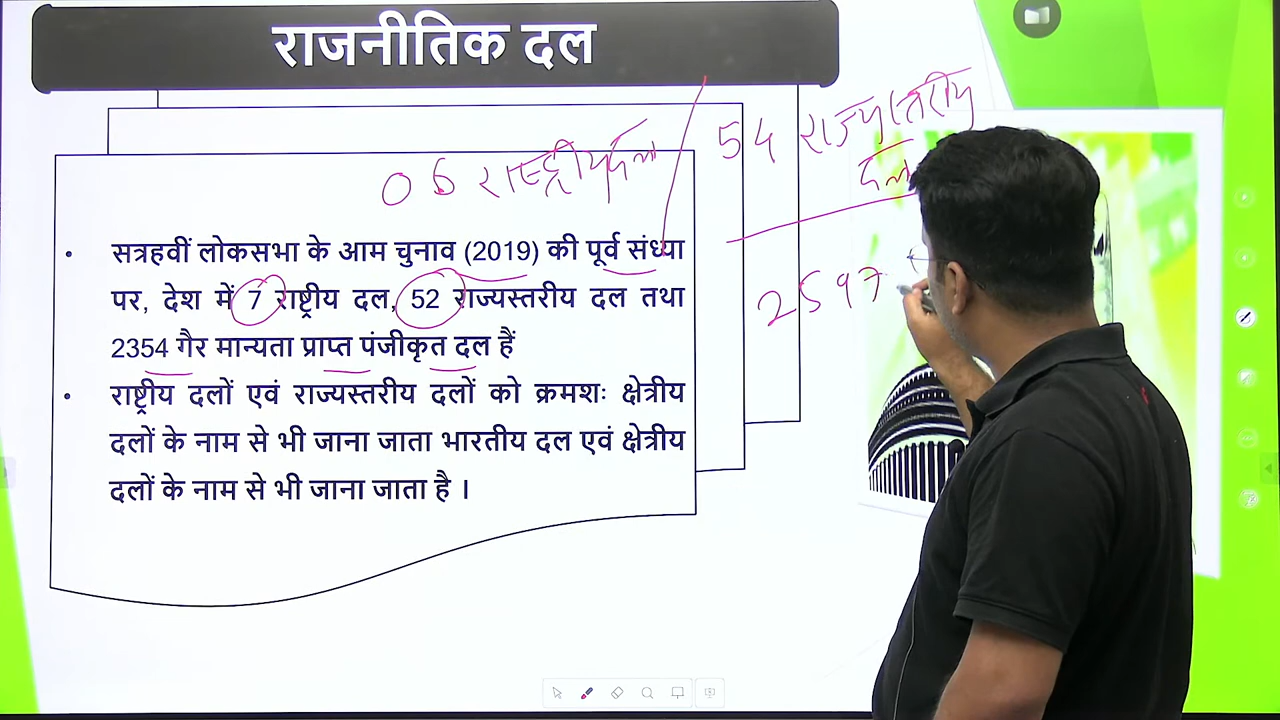 राजनीतिक दल
06 राष्ट्रीय दल / 54 राज्यस्तरीय
दल
• सत्रहवीं लोकसभा के आम चुनाव (2019) की पूर्व संध्या
पर, देश में 7 राष्ट्रीय दल, 52 राज्यस्तरीय दल तथा
2597
2354 गैर मान्यता प्राप्त पंजीकृत दल हैं
• राष्ट्रीय दलों एवं राज्यस्तरीय दलों को क्रमशः क्षेत्रीय
दलों के नाम से भी जाना जाता भारतीय दल एवं क्षेत्रीय
दलों के नाम से भी जाना जाता है ।